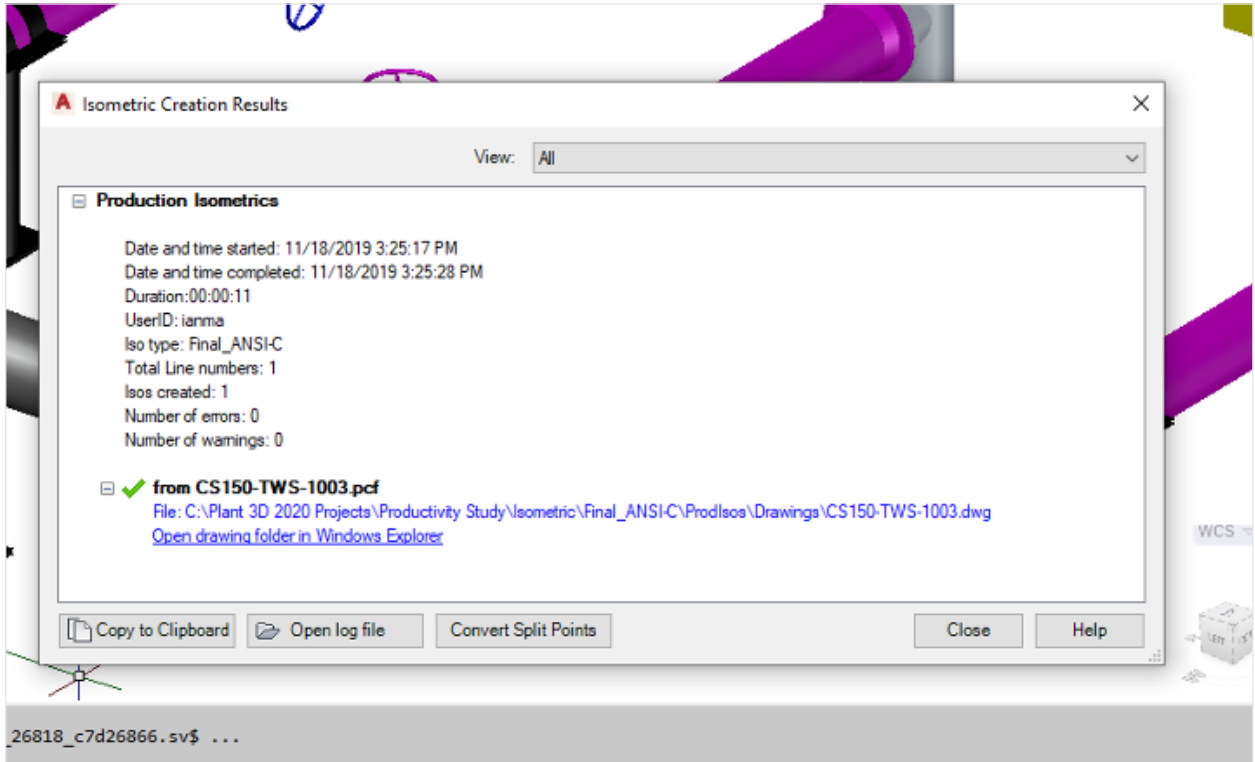 Isometric Creation Results
View: All
Production Isometrics
Date and time started: 11/18/2019 3:25:17 PM
Date and time completed: 11/18/2019 3:25:28 PM
Duration:00:00:11
UserID: ianma
Iso type: Final_ANSI-C
Total Line numbers: 1
Isos created: 1
Number of errors: 0
Number of warnings: 0
from CS150-TWS-1003.pcf
File: C:\Plant 3D 2020 Projects\Productivity Study\Isometric\Final_ANSI-C\ProdIsos\Drawings\CS150-TWS-1003.dwg
Open drawing folder in Windows Explorer
WCS
Copy to Clipboard Open log file Convert Split Points Close Help
LEFT
_26818_c7d26866.sv$ ...